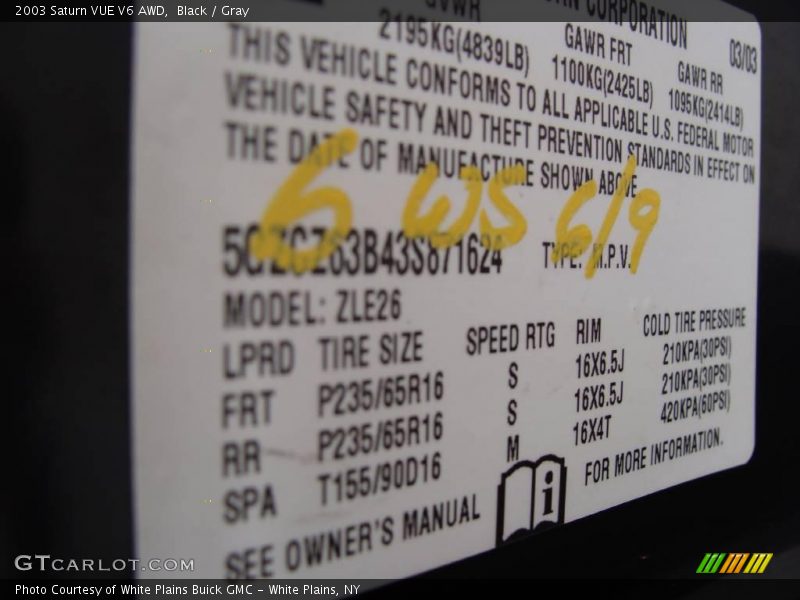 2003 Saturn VUE V6 AWD,  Black / Gray
GVWR CORPORATION
2195KG(4839LB) GAWR FRT GAWR RR 03/03
1100KG(2425LB) 1095KG(2414LB)
THIS VEHICLE CONFORMS TO ALL APPLICABLE U.S. FEDERAL MOTOR
VEHICLE SAFETY AND THEFT PREVENTION STANDARDS IN EFFECT ON
THE DATE OF MANUFACTURE SHOWN ABOVE
6 WS 6/9
5GZCZ63B43S871624 TYPE: M.P.V.
MODEL: ZLE26
LPRD TIRE SIZE SPEED RTG RIM COLD TIRE PRESSURE
FRT P235/65R16 S 16X6.5J 210KPA(30PSI)
RR P235/65R16 S 16X6.5J 210KPA(30PSI)
SPA T155/90D16 M 16X4T 420KPA(60PSI)
SEE OWNER'S MANUAL i FOR MORE INFORMATION.
GTCARLOT.COM
Photo Courtesy of White Plains Buick GMC - White Plains, NY